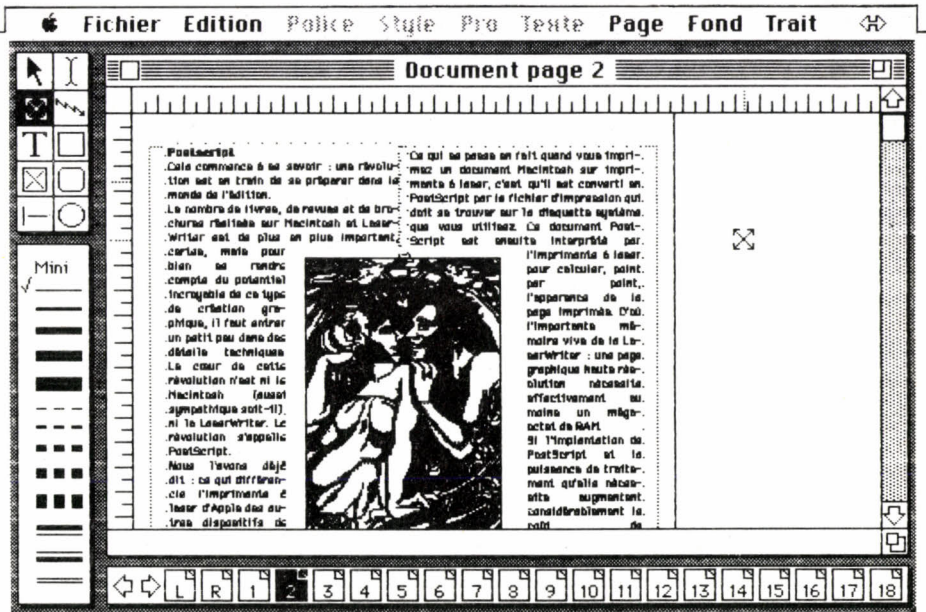 Fichier Edition Police Style Pro Texte Page Fond Trait
Document page 2
T
Mini
Postscript
Cela commence à se savoir : une révolu-
tion est en train de se préparer dans le
monde de l'édition.
Le nombre de livres, de revues et de bro-
chures réalisés sur Macintosh et Laser-
Writer est de plus en plus important,
certes, mais pour
bien se rendre
compte du potentiel
incroyable de ce type
de création gra-
phique, il faut entrer
un petit peu dans des
détails techniques
Le cœur de cette
révolution n'est ni le
Macintosh (aussi
sympathique soit-il)
ni la LaserWriter. Le
révolution s'appelle
PostScript.
Nous l'avons déjà
dit : ce qui différen-
cie l'imprimante à
laser d'Apple des au-
tres dispositifs de
Ce qui se passe en fait quand vous impri-
mez un document Macintosh sur impri-
mante à laser, c'est qu'il est converti en
PostScript par le fichier d'impression qui
doit se trouver sur la disquette système
que vous utilisez. Ce document Post-
Script est ensuite interprété par
l'imprimante à laser
pour calculer, point
par point,
l'apparence de la
page imprimée. D'où
l'importante mé-
moire vive de la La-
serWriter : une page
graphique haute rés-
olution nécessite
effectivement au
moins un méga-
octet de RAM
Si l'implantation de
PostScript et la
puissance de traite-
ment qu'elle néces-
site augmentent
considérablement le
coût de
L R 1 2 3 4 5 6 7 8 9 10 11 12 13 14 15 16 17 18